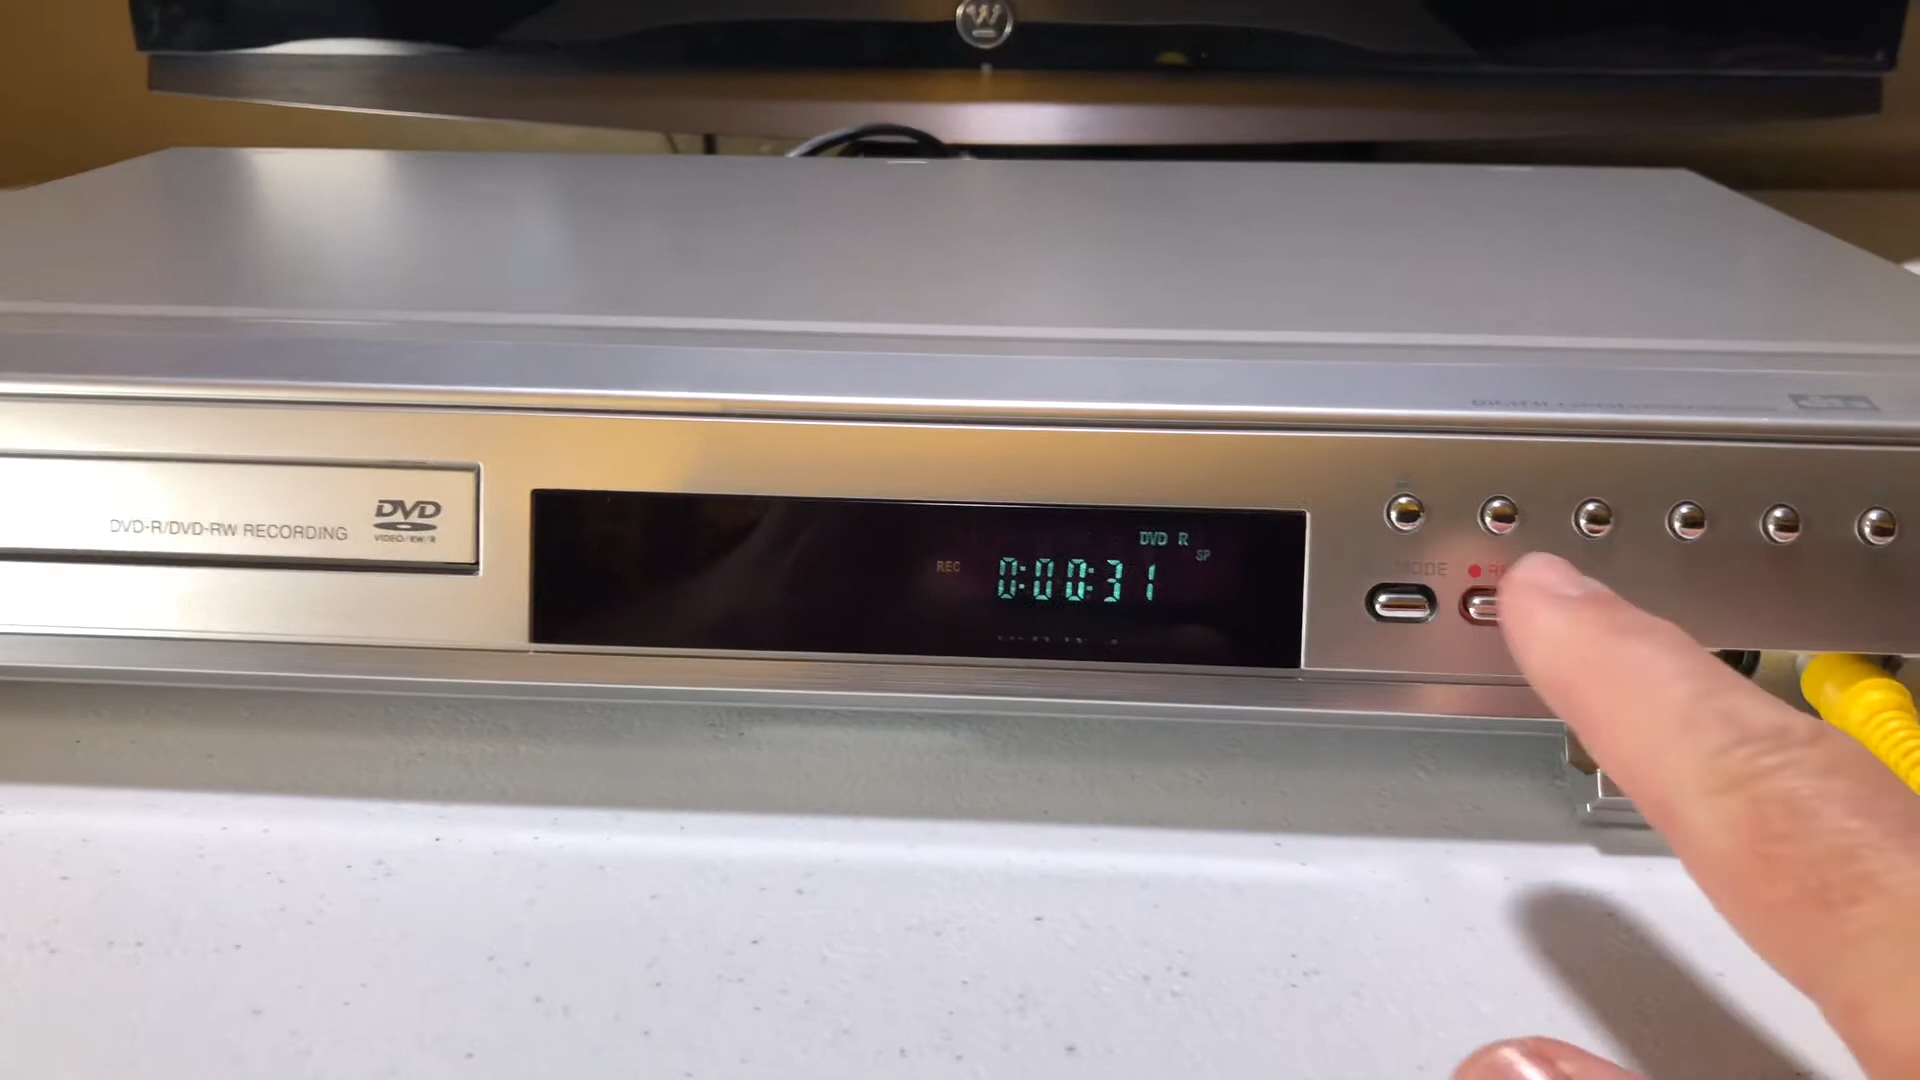 DVD-R/DVD-RW RECORDING
DVD
VIDEO/RW/R
DVD R
SP
REC
0:00:31
MODE